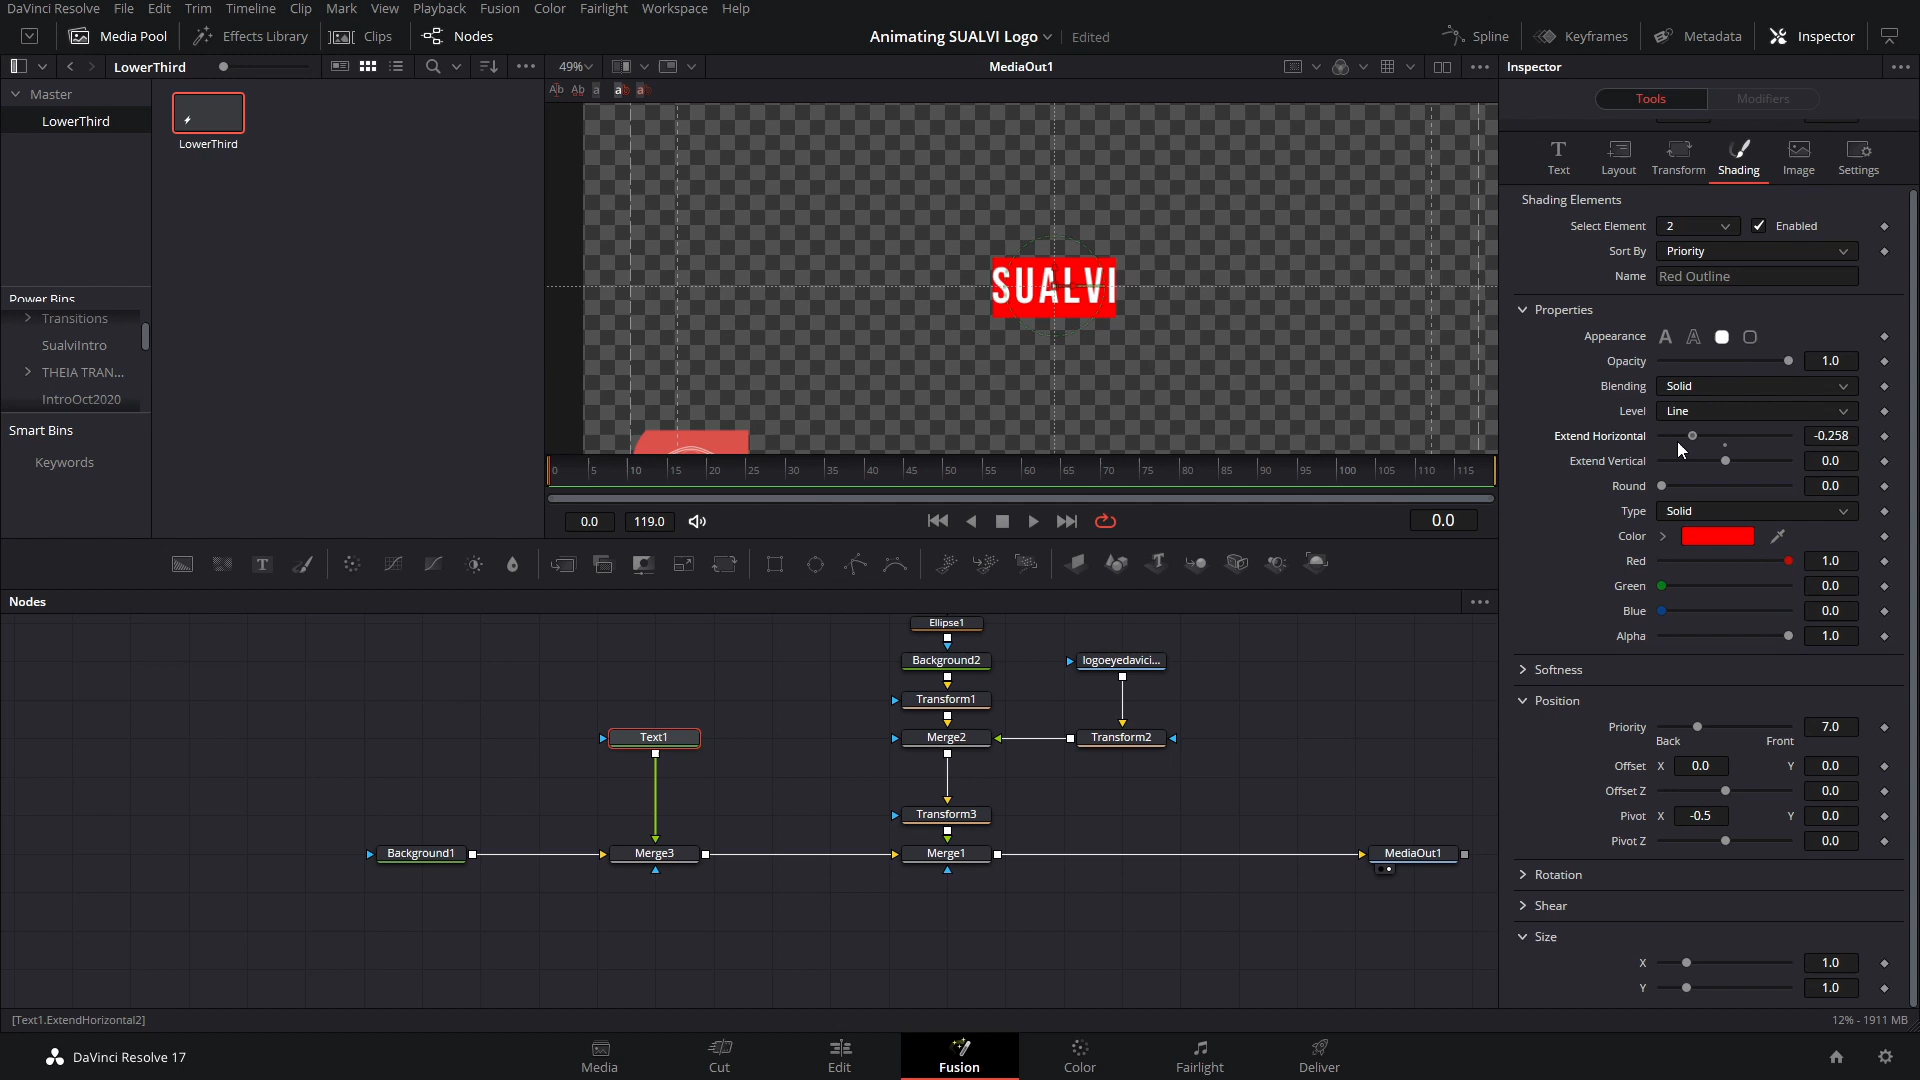 DaVinci Resolve File Edit Trim Timeline Clip Mark View Playback Fusion Color Fairlight Workspace Help
Media Pool Effects Library Clips Nodes Animating SUALVI Logo Edited Spline Keyframes Metadata Inspector
LowerThird 49% MediaOut1 Inspector
Tools Modifiers
Master
LowerThird
LowerThird
Text Layout Transform Shading Image Settings
Shading Elements
Select Element 2 Enabled
Sort By Priority
Name Red Outline
Properties
Appearance
Opacity 1.0
Blending Solid
Level Line
Extend Horizontal -0.258
Extend Vertical 0.0
Round 0.0
Type Solid
Color
Red 1.0
Green 0.0
Blue 0.0
Alpha 1.0
Softness
Position
Priority 7.0
Back Front
Offset X 0.0 Y 0.0
Offset Z 0.0
Pivot X -0.5 Y 0.0
Pivot Z 0.0
Rotation
Shear
Size
X 1.0
Y 1.0
SUALVI
Power Bins
Transitions
SualviIntro
THEIA TRAN...
IntroOct2020
Smart Bins
Keywords
0 5 10 15 20 25 30 35 40 45 50 55 60 65 70 75 80 85 90 95 100 105 110 115
0.0 119.0 0.0
Nodes
Ellipse1
Background2 logoeyedavici...
Transform1
Text1 Merge2 Transform2
Transform3
Background1 Merge3 Merge1 MediaOut1
[Text1.ExtendHorizontal2] 12% - 1911 MB
DaVinci Resolve 17 Media Cut Edit Fusion Color Fairlight Deliver